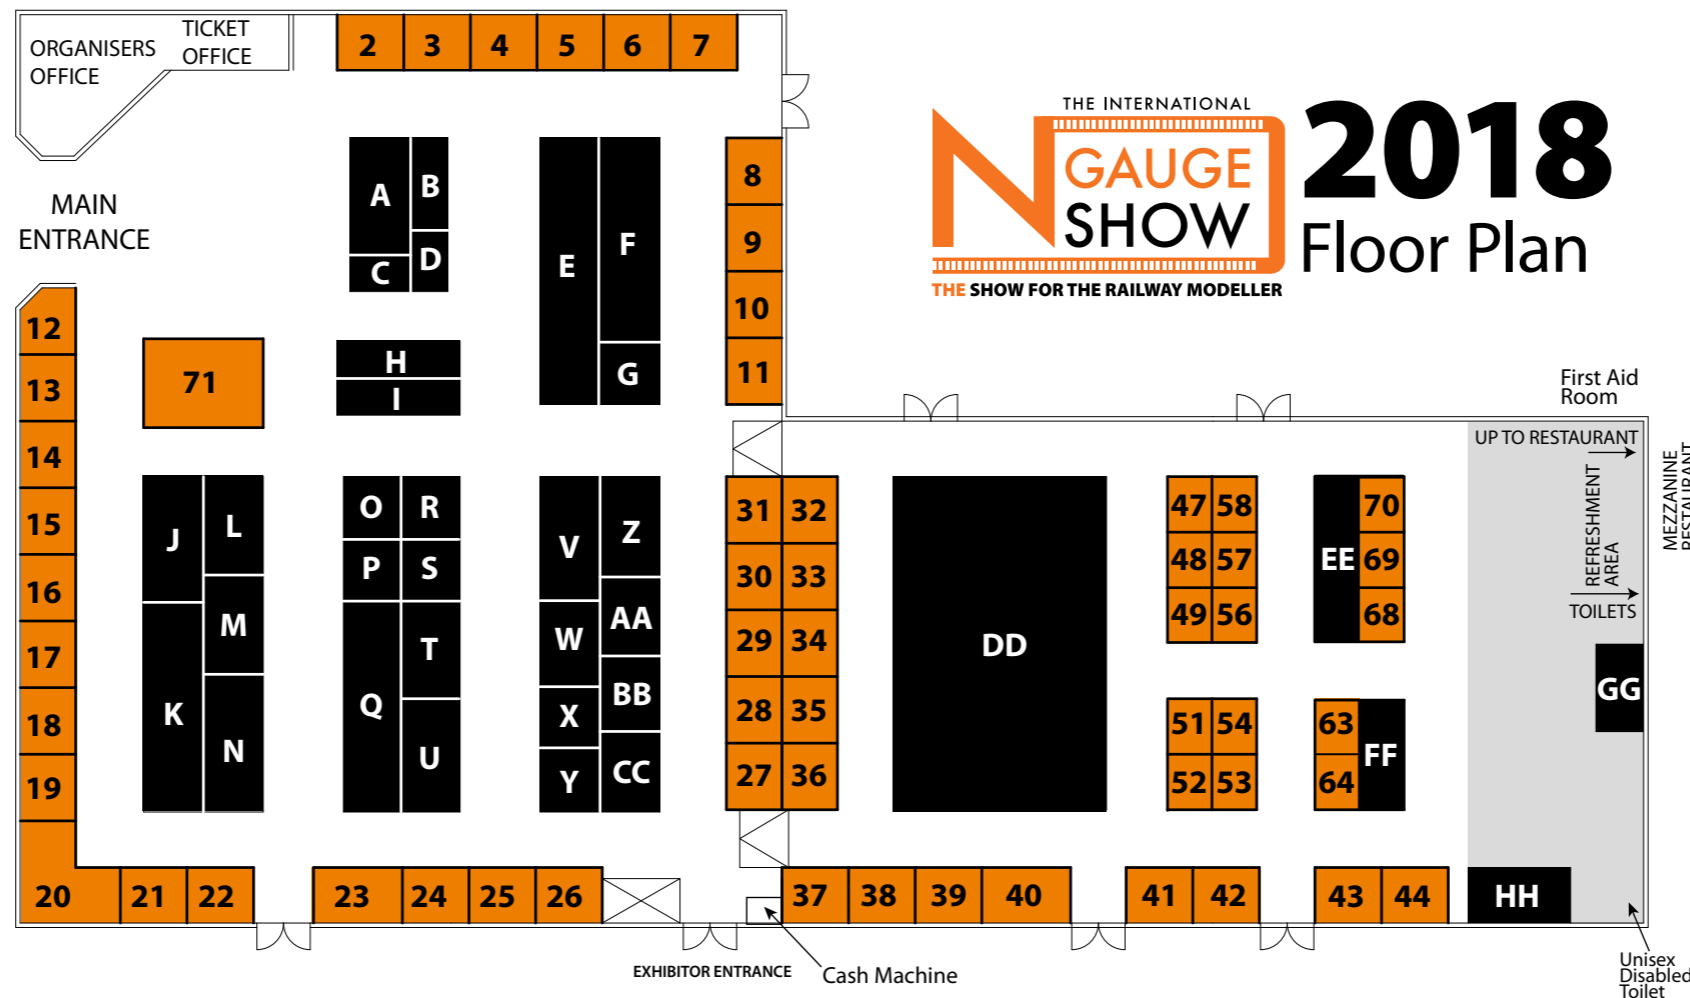 ORGANISERS
OFFICE
TICKET
OFFICE
2 3 4 5 6 7
THE INTERNATIONAL
N GAUGE
SHOW
THE SHOW FOR THE RAILWAY MODELLER
2018
Floor Plan
MAIN
ENTRANCE
A B
C D
E F
G
8
9
10
11
12
13
14
15
16
17
18
19
71
H
I
First Aid
Room
UP TO RESTAURANT
REFRESHMENT
AREA
MEZZANINE
RESTAURANT
TOILETS
J L
M
K N
O R
P S
Q T
U
V Z
W AA
X BB
Y CC
31 32
30 33
29 34
28 35
27 36
DD
47 58
48 57
49 56
EE 70
69
68
51 54
52 53
63 FF
64
GG
20 21 22 23 24 25 26
37 38 39 40 41 42 43 44
HH
EXHIBITOR ENTRANCE
Cash Machine
Unisex
Disabled
Toilet